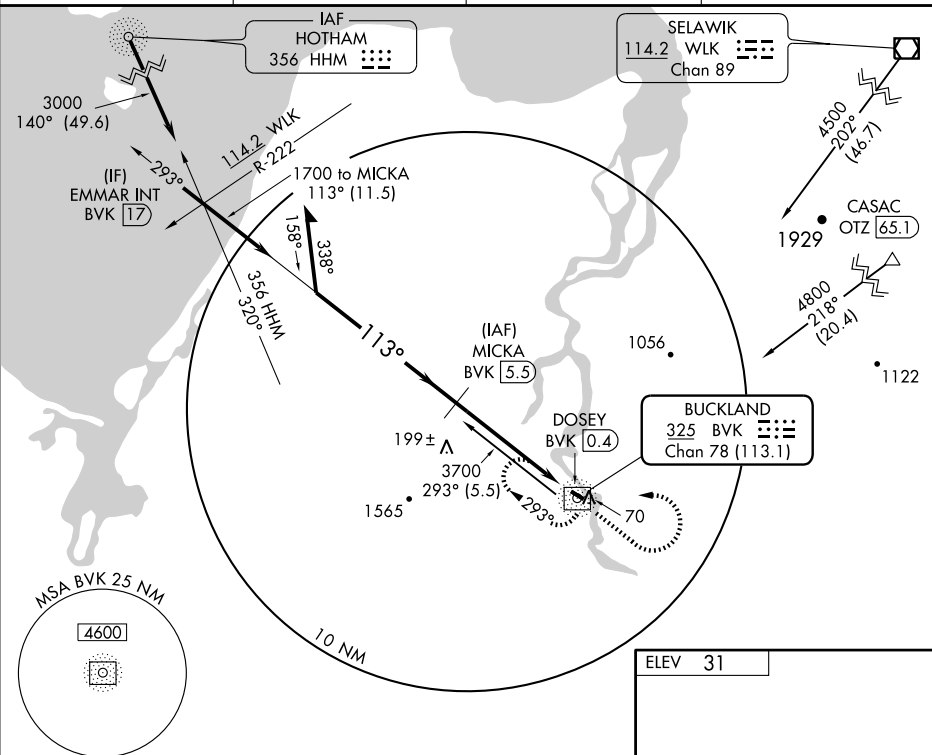 IAF
HOTHAM
356 HHM
SELAWIK
114.2 WLK
Chan 89
3000
140° (49.6)
293°
114.2 WLK
R-222
(IF)
EMMAR INT
BVK 17
1700 to MICKA
113° (11.5)
4500
202°
(46.7)
CASAC
OTZ 65.1
1929
158°
338°
356 HHM
320°
4800
218°
(20.4)
113°
(IAF)
MICKA
BVK 5.5
1056
1122
DOSEY
BVK 0.4
BUCKLAND
325 BVK
Chan 78 (113.1)
199±
3700
293° (5.5)
1565
293°
70
MSA BVK 25 NM
4600
10 NM
ELEV 31